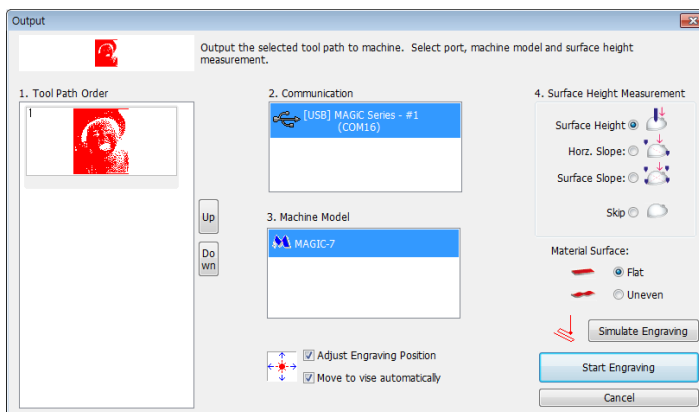 Output
Output the selected tool path to machine.  Select port, machine model and surface height
measurement.
1. Tool Path Order
1
Up
Do
wn
2. Communication
[USB] MAGiC Series - #1
(COM16)
3. Machine Model
MAGIC-7
Adjust Engraving Position
Move to vise automatically
4. Surface Height Measurement
Surface Height
Horz. Slope:
Surface Slope:
Skip
Material Surface:
Flat
Uneven
Simulate Engraving
Start Engraving
Cancel